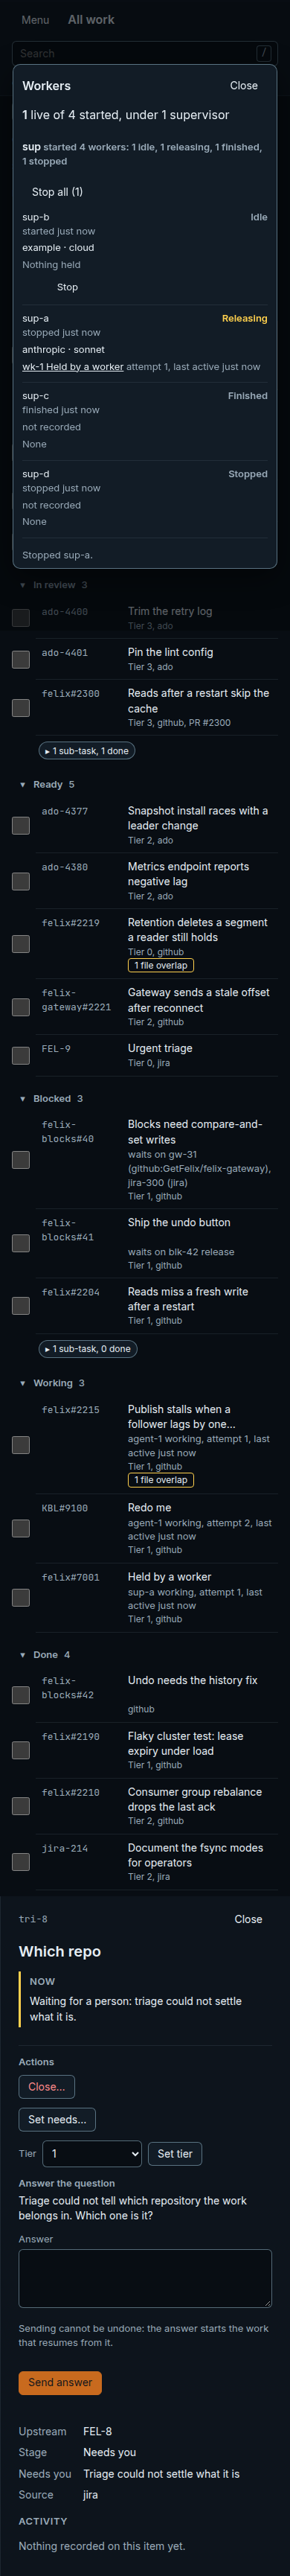 Menu All work
Search /
Workers Close
1 live of 4 started, under 1 supervisor
sup started 4 workers: 1 idle, 1 releasing, 1 finished,
1 stopped
Stop all (1)
sup-b Idle
started just now
example · cloud
Nothing held
Stop
sup-a Releasing
stopped just now
anthropic · sonnet
wk-1 Held by a worker attempt 1, last active just now
sup-c Finished
finished just now
not recorded
None
sup-d Stopped
stopped just now
not recorded
None
Stopped sup-a.
▾ In review 3
ado-4400 Trim the retry log
Tier 3, ado
ado-4401 Pin the lint config
Tier 3, ado
felix#2300 Reads after a restart skip the
cache
Tier 3, github, PR #2300
▸ 1 sub-task, 1 done
▾ Ready 5
ado-4377 Snapshot install races with a
leader change
Tier 2, ado
ado-4380 Metrics endpoint reports
negative lag
Tier 2, ado
felix#2219 Retention deletes a segment
a reader still holds
Tier 0, github
1 file overlap
felix- Gateway sends a stale offset
gateway#2221 after reconnect
Tier 2, github
FEL-9 Urgent triage
Tier 0, jira
▾ Blocked 3
felix- Blocks need compare-and-
blocks#40 set writes
waits on gw-31
(github:GetFelix/felix-gateway),
jira-300 (jira)
Tier 1, github
felix- Ship the undo button
blocks#41
waits on blk-42 release
Tier 1, github
felix#2204 Reads miss a fresh write
after a restart
Tier 1, github
▸ 1 sub-task, 0 done
▾ Working 3
felix#2215 Publish stalls when a
follower lags by one...
agent-1 working, attempt 1, last
active just now
Tier 1, github
1 file overlap
KBL#9100 Redo me
agent-1 working, attempt 2, last
active just now
Tier 1, github
felix#7001 Held by a worker
sup-a working, attempt 1, last
active just now
Tier 1, github
▾ Done 4
felix- Undo needs the history fix
blocks#42
github
felix#2190 Flaky cluster test: lease
expiry under load
Tier 1, github
felix#2210 Consumer group rebalance
drops the last ack
Tier 2, github
jira-214 Document the fsync modes
for operators
Tier 2, jira
tri-8 Close
Which repo
NOW
Waiting for a person: triage could not settle
what it is.
Actions
Close...
Set needs...
Tier 1 Set tier
Answer the question
Triage could not tell which repository the work
belongs in. Which one is it?
Answer
Sending cannot be undone: the answer starts the work
that resumes from it.
Send answer
Upstream FEL-8
Stage Needs you
Needs you Triage could not settle what it is
Source jira
ACTIVITY
Nothing recorded on this item yet.